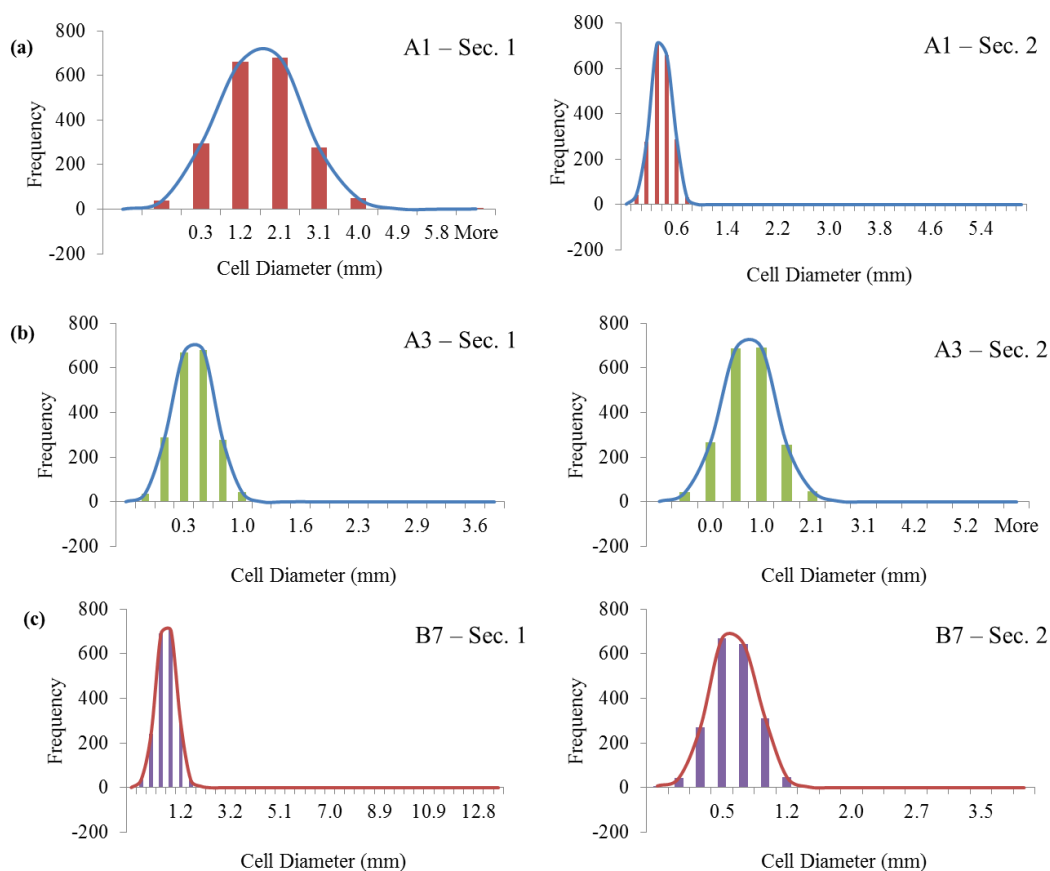 (a)
A1 – Sec. 1
800
600
400
200
0
-200
Frequency
0.3 1.2 2.1 3.1 4.0 4.9 5.8 More
Cell Diameter (mm)
A1 – Sec. 2
800
600
400
200
0
-200
Frequency
0.6 1.4 2.2 3.0 3.8 4.6 5.4
Cell Diameter (mm)
(b)
A3 – Sec. 1
800
600
400
200
0
-200
Frequency
0.3 1.0 1.6 2.3 2.9 3.6
Cell Diameter (mm)
A3 – Sec. 2
800
600
400
200
0
-200
Frequency
0.0 1.0 2.1 3.1 4.2 5.2 More
Cell Diameter (mm)
(c)
B7 – Sec. 1
800
600
400
200
0
-200
Frequency
1.2 3.2 5.1 7.0 8.9 10.9 12.8
Cell Diameter (mm)
B7 – Sec. 2
800
600
400
200
0
-200
Frequency
0.5 1.2 2.0 2.7 3.5
Cell Diameter (mm)